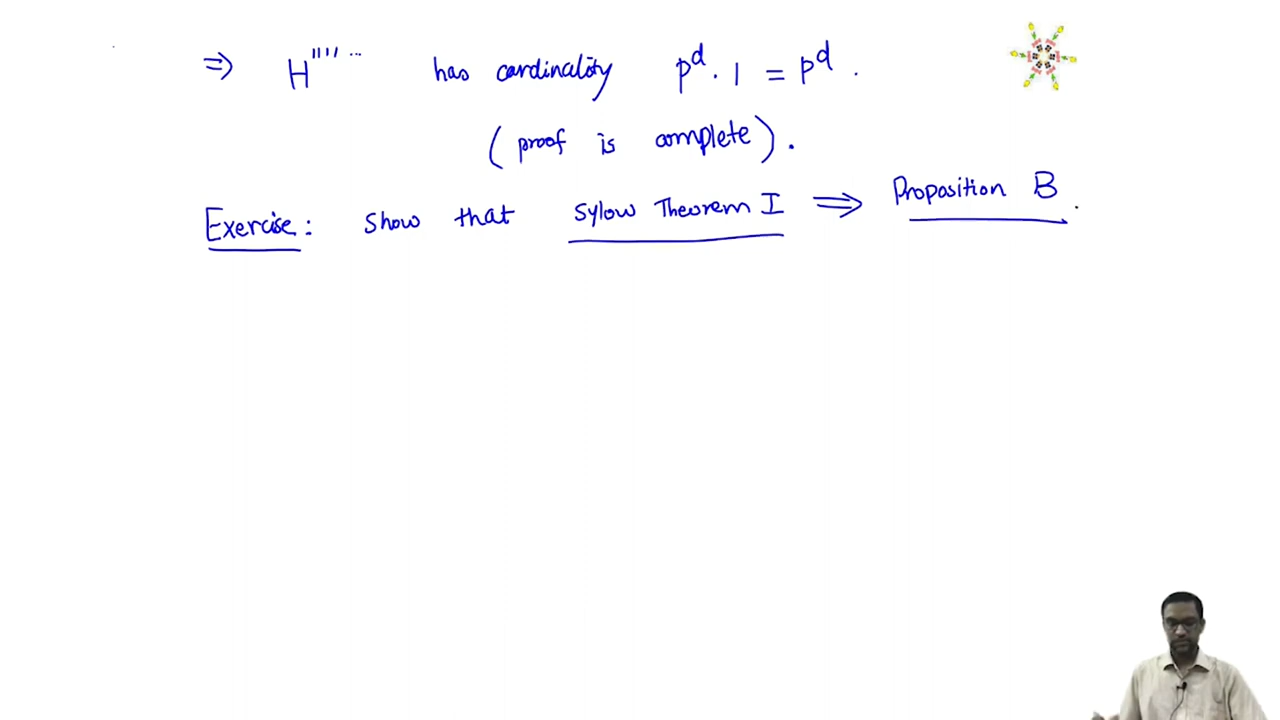 ⇒ H'''''... has cardinality p^d . 1 = p^d .
(proof is complete).
Exercise: Show that Sylow Theorem I ⇒ Proposition B.